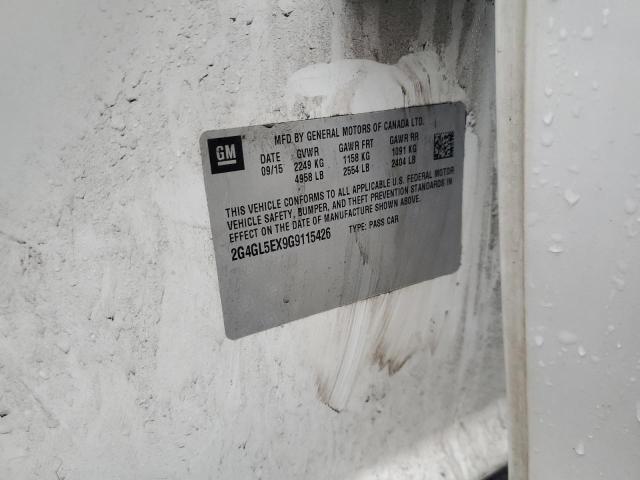 GM
MFD BY GENERAL MOTORS OF CANADA LTD.
DATE GVWR GAWR FRT GAWR RR
09/15 2249 KG 1158 KG 1091 KG
4958 LB 2554 LB 2404 LB
THIS VEHICLE CONFORMS TO ALL APPLICABLE U.S. FEDERAL MOTOR
VEHICLE SAFETY, BUMPER, AND THEFT PREVENTION STANDARDS IN
EFFECT ON THE DATE OF MANUFACTURE SHOWN ABOVE.
2G4GL5EX9G9115426 TYPE: PASS CAR